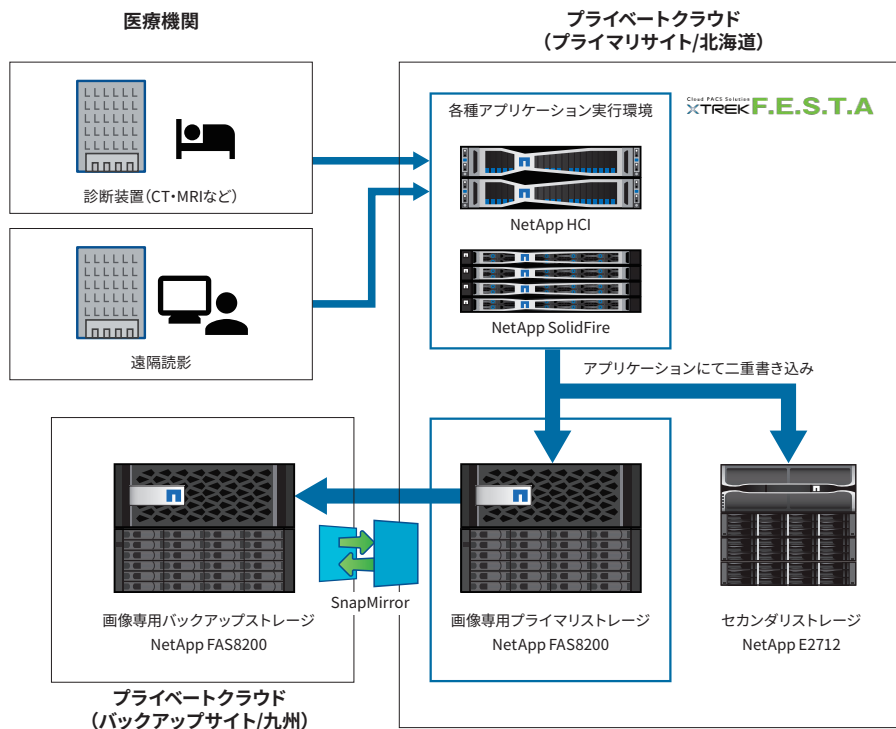 医療機関
診断装置（CT・MRIなど）
遠隔読影
プライベートクラウド
（プライマリサイト/北海道）
Cloud PACS Solution
XTREK F.E.S.T.A
各種アプリケーション実行環境
NetApp HCI
NetApp SolidFire
アプリケーションにて二重書き込み
画像専用バックアップストレージ
NetApp FAS8200
SnapMirror
画像専用プライマリストレージ
NetApp FAS8200
セカンダリストレージ
NetApp E2712
プライベートクラウド
（バックアップサイト/九州）